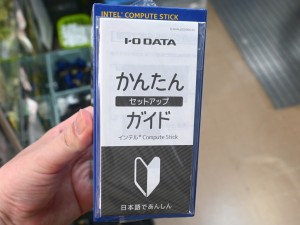 INTEL® COMPUTE STICK
I-O DATA
かんたん
セットアップ
ガイド
インテル® Compute Stick
日本語であんしん